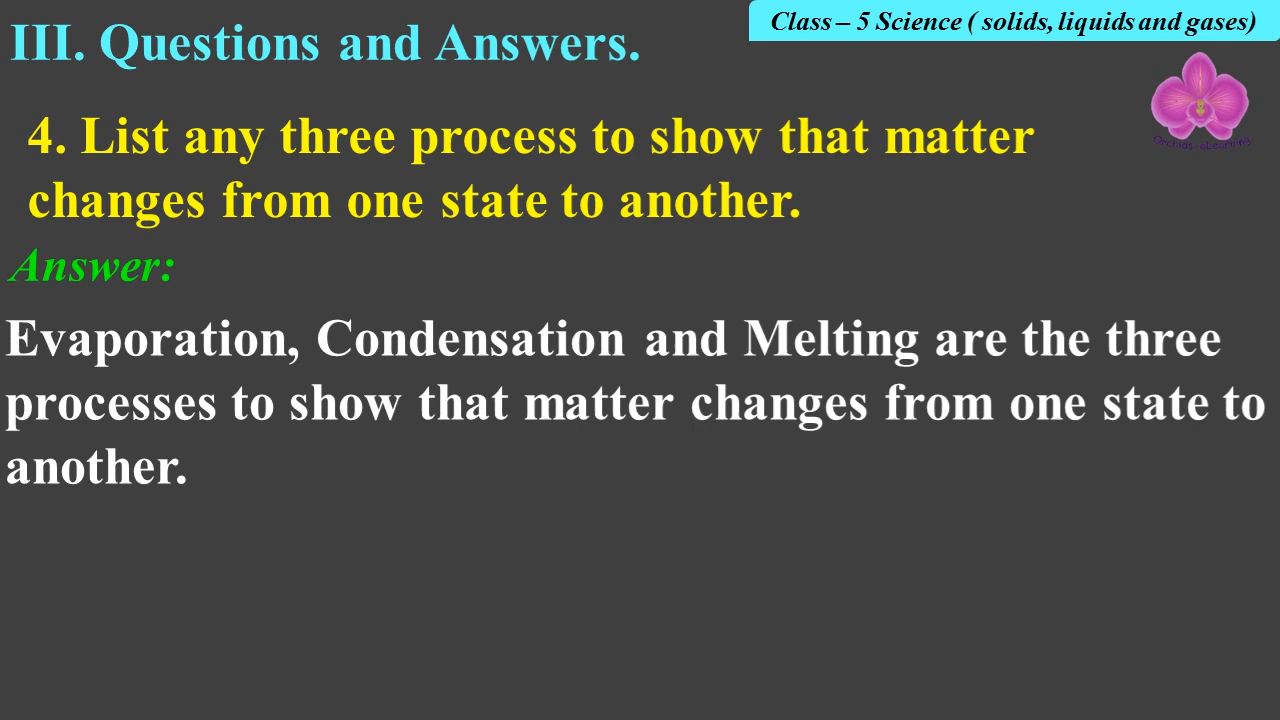 Class – 5 Science ( solids, liquids and gases)
III. Questions and Answers.
Orchids eLearning
4. List any three process to show that matter
changes from one state to another.
Answer:
Evaporation, Condensation and Melting are the three
processes to show that matter changes from one state to
another.